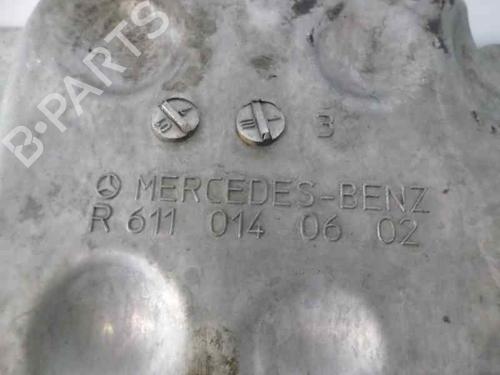 B-PARTS
3
MERCEDES-BENZ
R 611 014 06 02